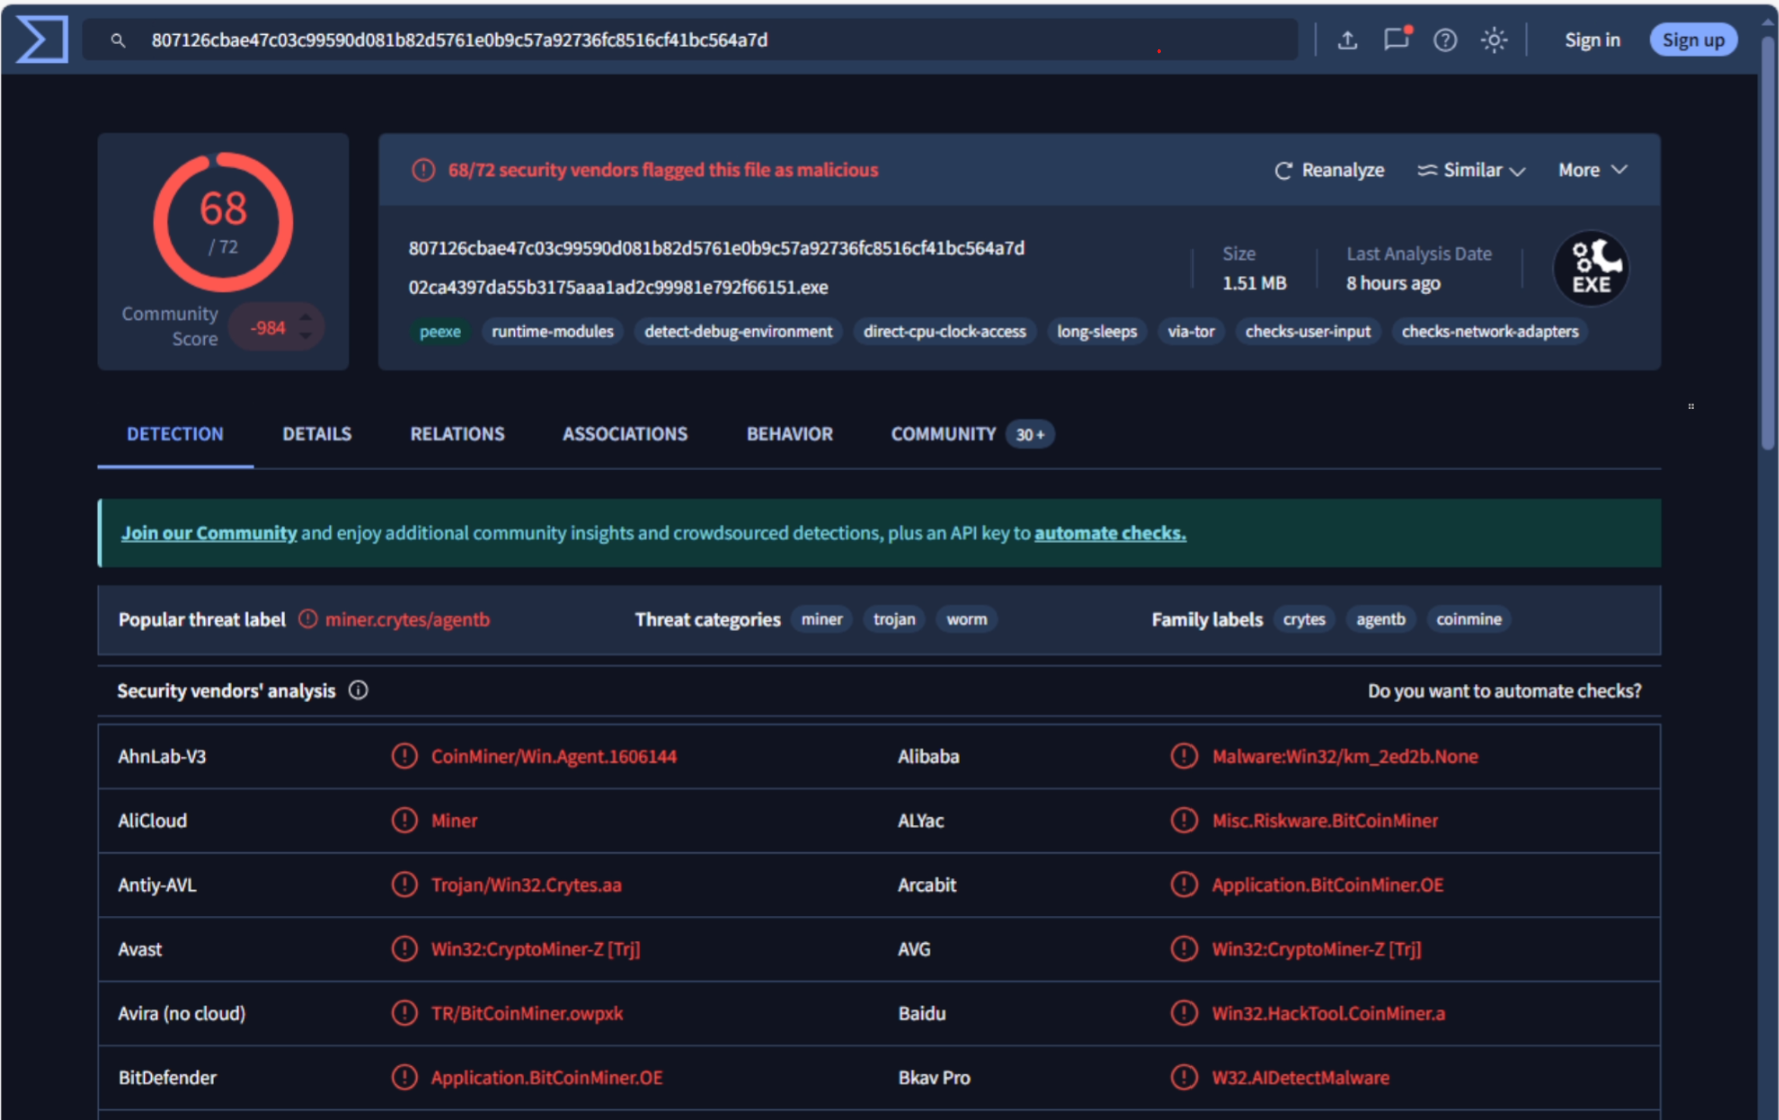 807126cbae47c03c99590d081b82d5761e0b9c57a92736fc8516cf41bc564a7d
Sign in
Sign up
68
/ 72
Community Score
-984
68/72 security vendors flagged this file as malicious
Reanalyze
Similar
More
807126cbae47c03c99590d081b82d5761e0b9c57a92736fc8516cf41bc564a7d
02ca4397da55b3175aaa1ad2c99981e792f66151.exe
Size
1.51 MB
Last Analysis Date
8 hours ago
EXE
peexe runtime-modules detect-debug-environment direct-cpu-clock-access long-sleeps via-tor checks-user-input checks-network-adapters
DETECTION DETAILS RELATIONS ASSOCIATIONS BEHAVIOR COMMUNITY 30 +
Join our Community and enjoy additional community insights and crowdsourced detections, plus an API key to automate checks.
Popular threat label miner.crytes/agentb Threat categories miner trojan worm Family labels crytes agentb coinmine
Security vendors' analysis Do you want to automate checks?
AhnLab-V3 CoinMiner/Win.Agent.1606144 Alibaba Malware:Win32/km_2ed2b.None
AliCloud Miner ALYac Misc.Riskware.BitCoinMiner
Antiy-AVL Trojan/Win32.Crytes.aa Arcabit Application.BitCoinMiner.OE
Avast Win32:CryptoMiner-Z [Trj] AVG Win32:CryptoMiner-Z [Trj]
Avira (no cloud) TR/BitCoinMiner.owpxk Baidu Win32.HackTool.CoinMiner.a
BitDefender Application.BitCoinMiner.OE Bkav Pro W32.AIDetectMalware